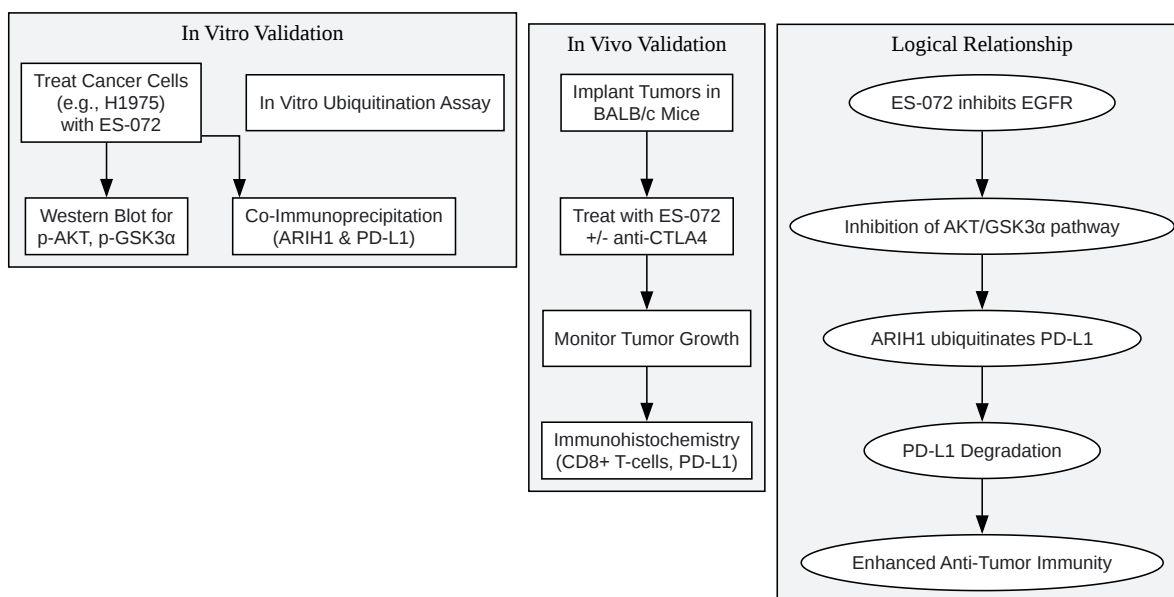 In Vitro Validation
Treat Cancer Cells
(e.g., H1975)
with ES-072
In Vitro Ubiquitination Assay
Western Blot for
p-AKT, p-GSK3α
Co-Immunoprecipitation
(ARIH1 & PD-L1)
In Vivo Validation
Implant Tumors in
BALB/c Mice
Treat with ES-072
+/- anti-CTLA4
Monitor Tumor Growth
Immunohistochemistry
(CD8+ T-cells, PD-L1)
Logical Relationship
ES-072 inhibits EGFR
Inhibition of AKT/GSK3α pathway
ARIH1 ubiquitinates PD-L1
PD-L1 Degradation
Enhanced Anti-Tumor Immunity